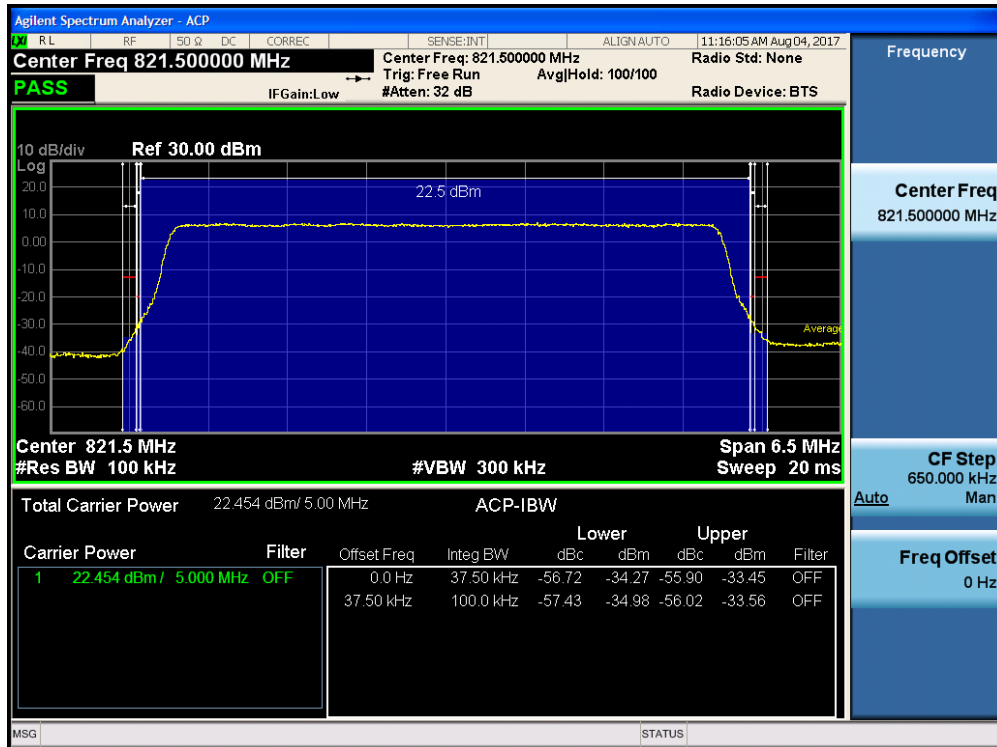 Agilent Spectrum Analyzer - ACP
LXI RL RF 50 Ω DC CORREC SENSE:INT ALIGN AUTO 11:16:05 AM Aug 04, 2017
Center Freq 821.500000 MHz
PASS
IFGain:Low
Center Freq: 821.500000 MHz
Trig: Free Run Avg|Hold: 100/100
#Atten: 32 dB
Radio Std: None
Radio Device: BTS
10 dB/div Ref 30.00 dBm
Log
20.0
10.0
0.00
-10.0
-20.0
-30.0
-40.0
-50.0
-60.0
22.5 dBm
Average
Center 821.5 MHz Span 6.5 MHz
#Res BW 100 kHz #VBW 300 kHz Sweep 20 ms
Total Carrier Power 22.454 dBm/ 5.00 MHz ACP-IBW
Lower Upper
Carrier Power Filter Offset Freq Integ BW dBc dBm dBc dBm Filter
1 22.454 dBm / 5.000 MHz OFF 0.0 Hz 37.50 kHz -56.72 -34.27 -55.90 -33.45 OFF
37.50 kHz 100.0 kHz -57.43 -34.98 -56.02 -33.56 OFF
MSG STATUS
Frequency
Center Freq
821.500000 MHz
CF Step
650.000 kHz
Auto Man
Freq Offset
0 Hz